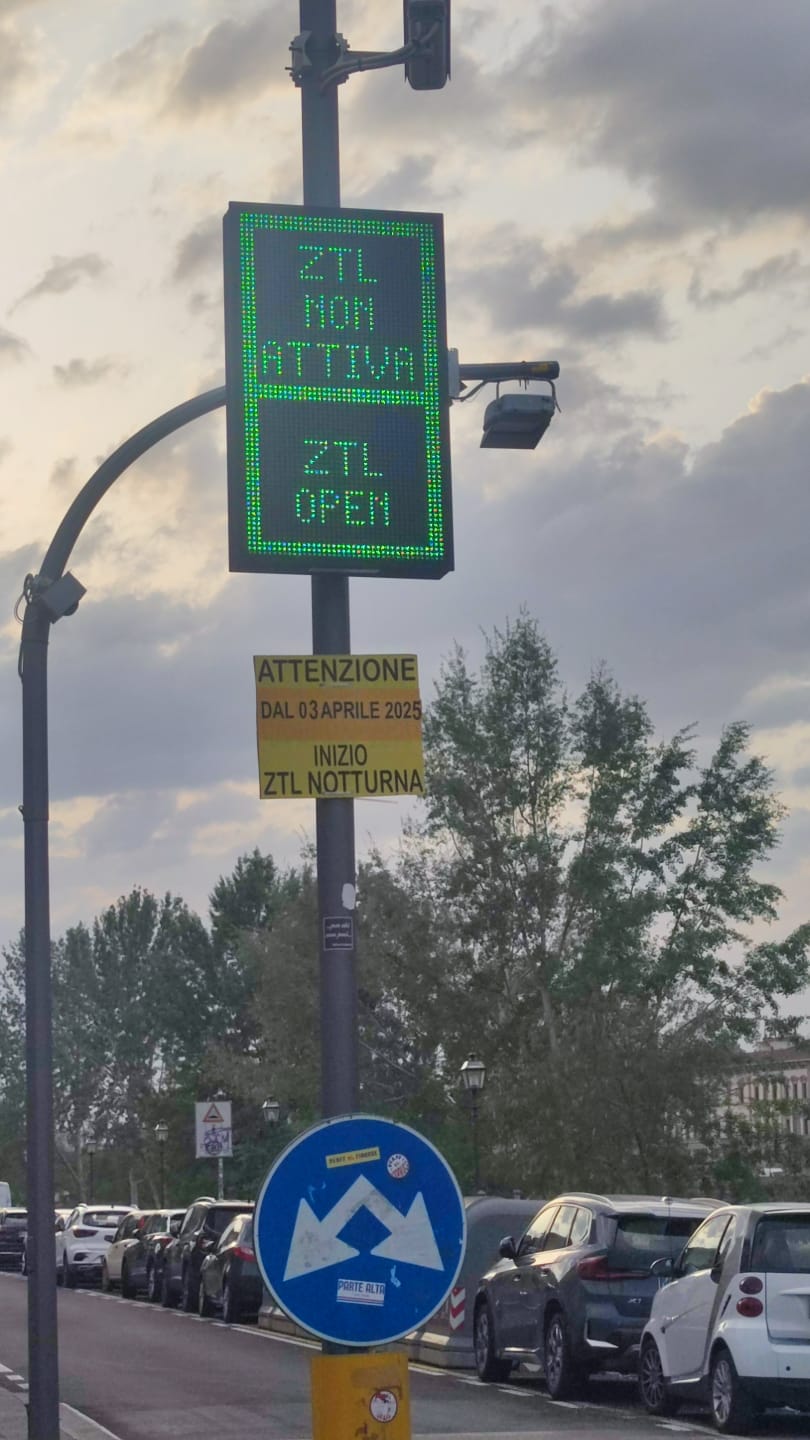 ZTL
NON
ATTIVA
ZTL
OPEN
ATTENZIONE
DAL 03 APRILE 2025
INIZIO
ZTL NOTTURNA
PARTE ALTA